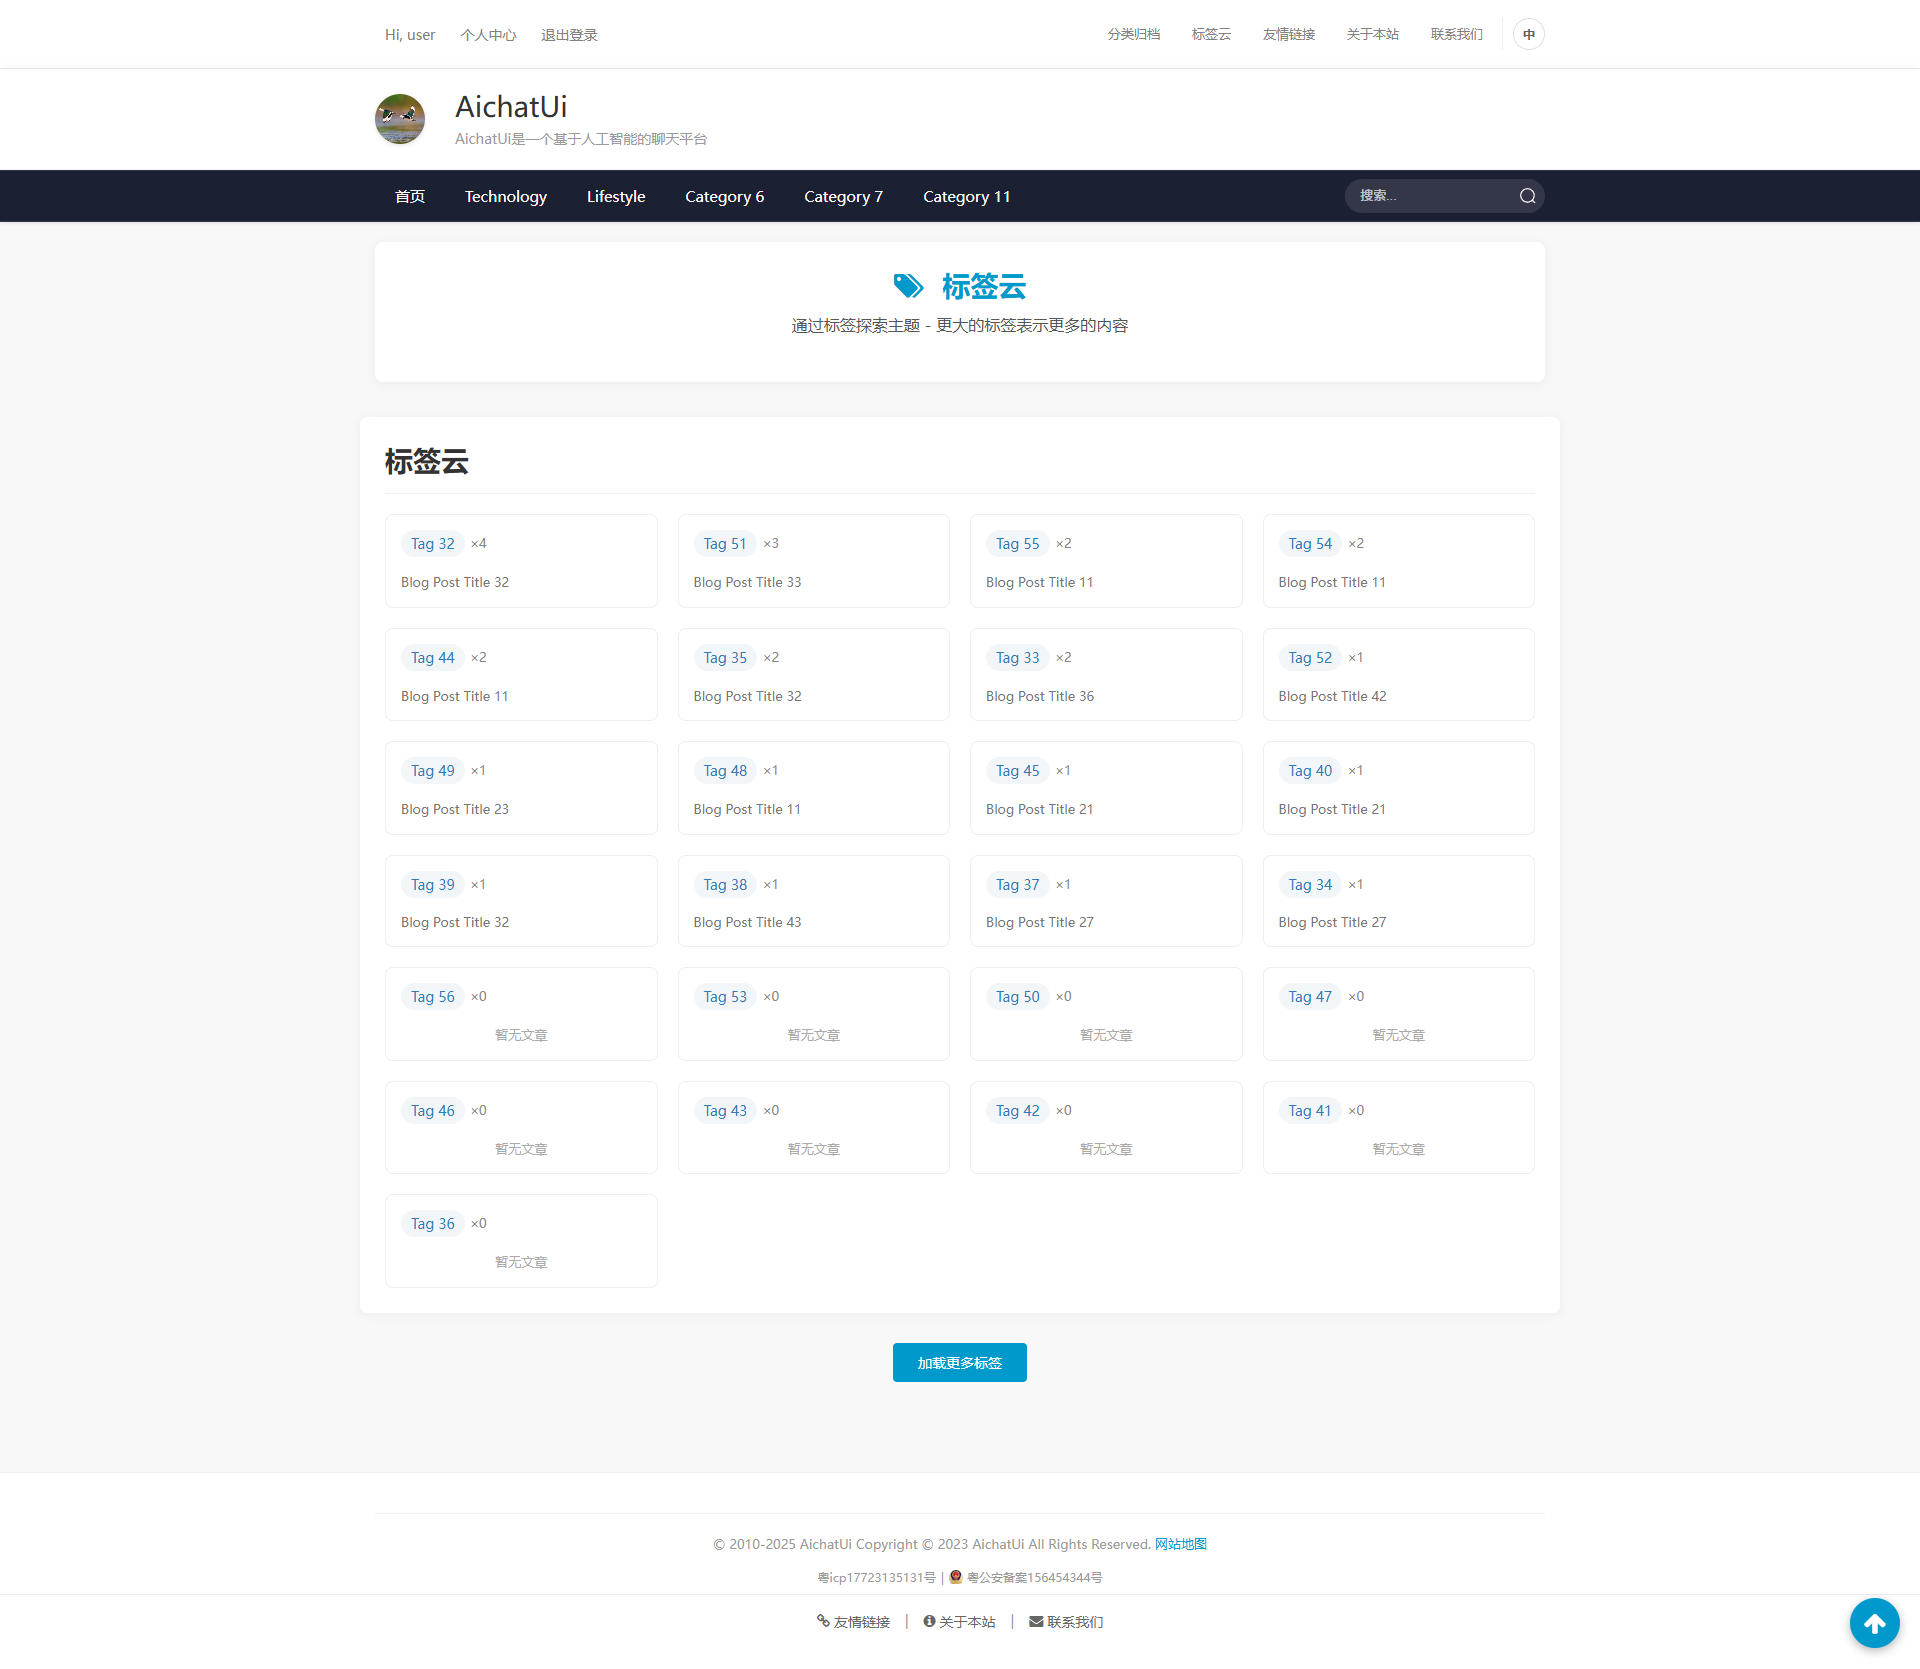 Hi, user 个人中心 退出登录 分类归档 标签云 友情链接 关于本站 联系我们 中
AichatUi
AichatUi是一个基于人工智能的聊天平台
首页 Technology Lifestyle Category 6 Category 7 Category 11 搜索...
标签云
通过标签探索主题 - 更大的标签表示更多的内容
标签云
Tag 32 ×4 Tag 51 ×3 Tag 55 ×2 Tag 54 ×2
Blog Post Title 32 Blog Post Title 33 Blog Post Title 11 Blog Post Title 11
Tag 44 ×2 Tag 35 ×2 Tag 33 ×2 Tag 52 ×1
Blog Post Title 11 Blog Post Title 32 Blog Post Title 36 Blog Post Title 42
Tag 49 ×1 Tag 48 ×1 Tag 45 ×1 Tag 40 ×1
Blog Post Title 23 Blog Post Title 11 Blog Post Title 21 Blog Post Title 21
Tag 39 ×1 Tag 38 ×1 Tag 37 ×1 Tag 34 ×1
Blog Post Title 32 Blog Post Title 43 Blog Post Title 27 Blog Post Title 27
Tag 56 ×0 Tag 53 ×0 Tag 50 ×0 Tag 47 ×0
暂无文章 暂无文章 暂无文章 暂无文章
Tag 46 ×0 Tag 43 ×0 Tag 42 ×0 Tag 41 ×0
暂无文章 暂无文章 暂无文章 暂无文章
Tag 36 ×0
暂无文章
加载更多标签
© 2010-2025 AichatUi Copyright © 2023 AichatUi All Rights Reserved. 网站地图
粤icp17723135131号 | 粤公安备案156454344号
友情链接 | 关于本站 | 联系我们